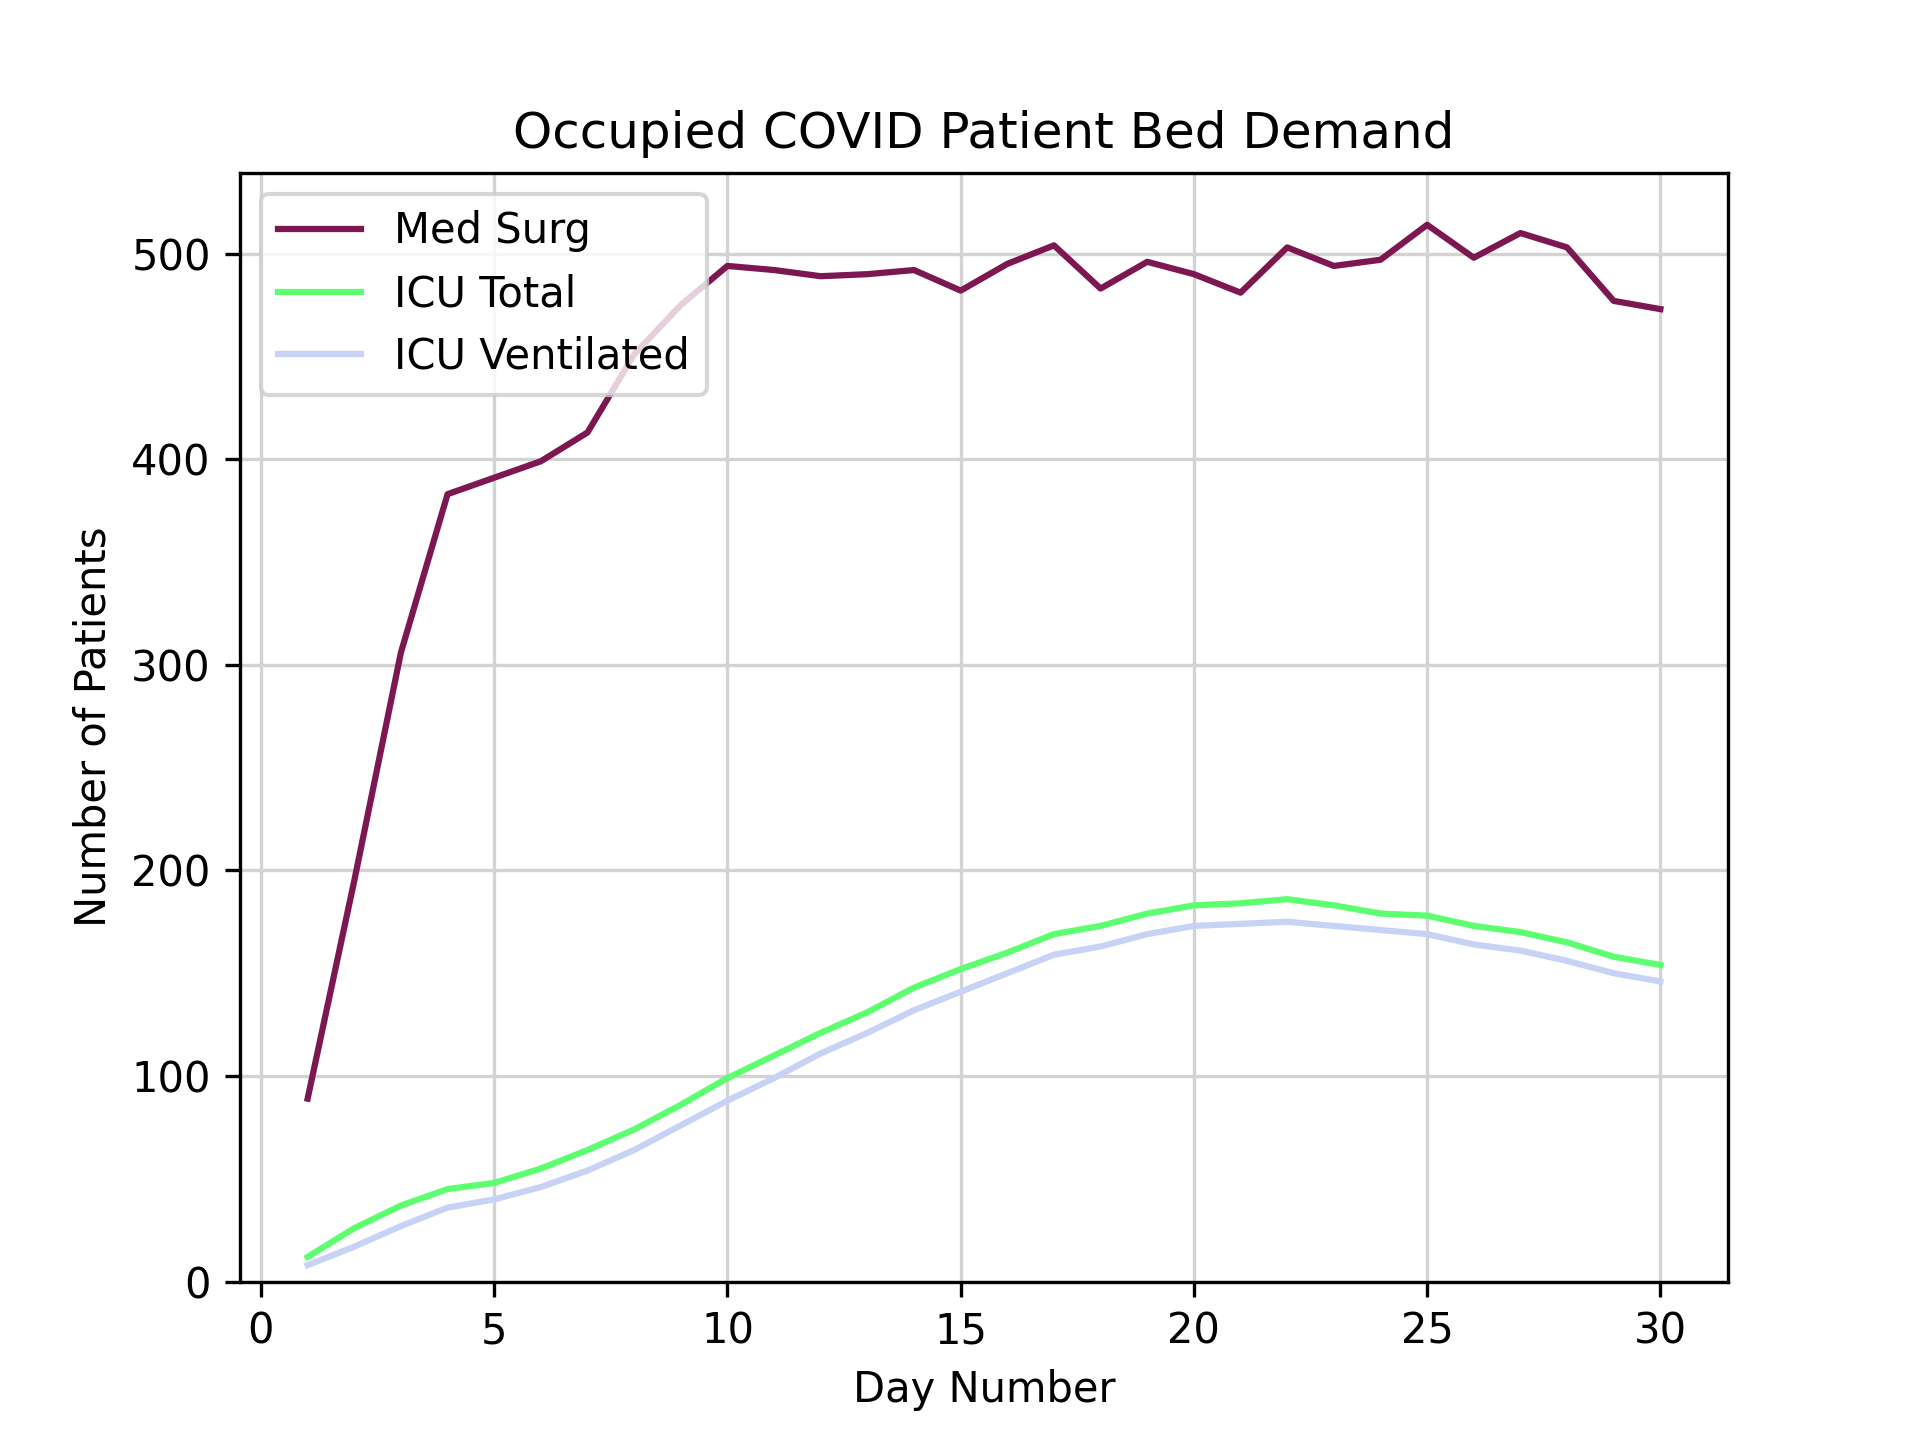 Occupied COVID Patient Bed Demand
Med Surg
ICU Total
ICU Ventilated
Number of Patients
500
400
300
200
100
0
0 5 10 15 20 25 30
Day Number